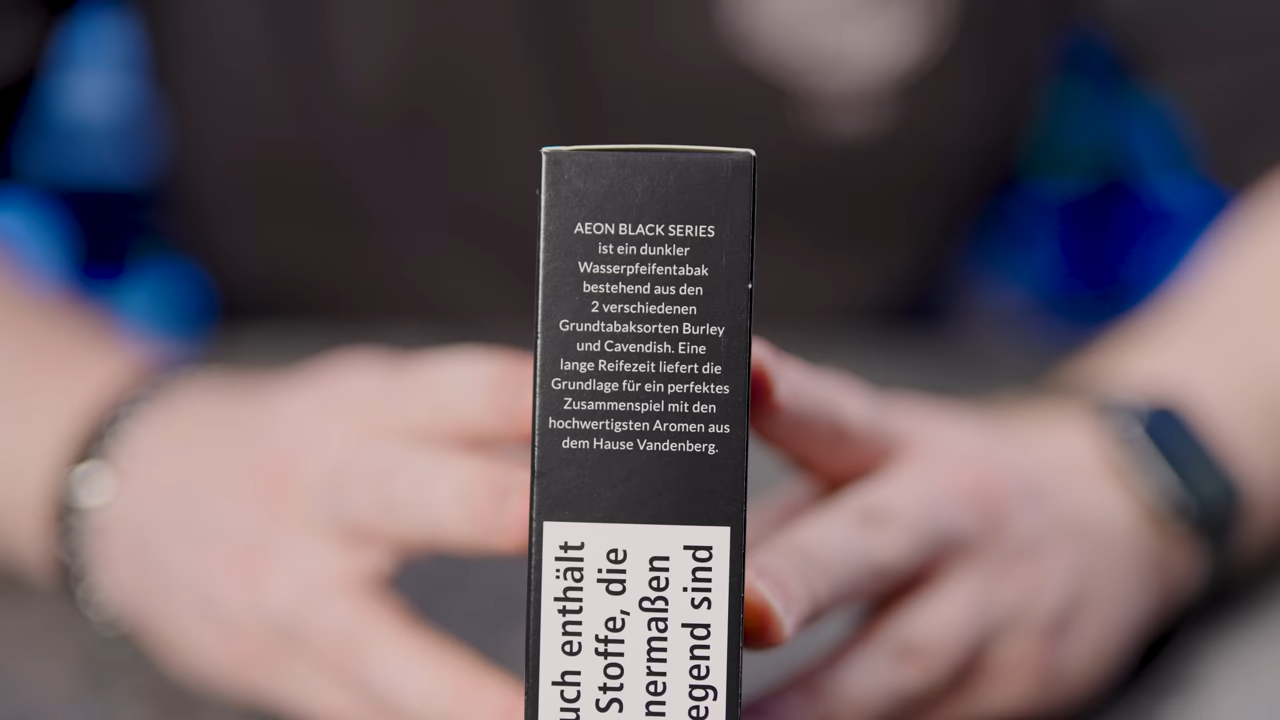 AEON BLACK SERIES
ist ein dunkler
Wasserpfeifentabak
bestehend aus den
2 verschiedenen
Grundtabaksorten Burley
und Cavendish. Eine
lange Reifezeit liefert die
Grundlage für ein perfektes
Zusammenspiel mit den
hochwertigsten Aromen aus
dem Hause Vandenberg.
uch enthält
Stoffe, die
nermaßen
egend sind